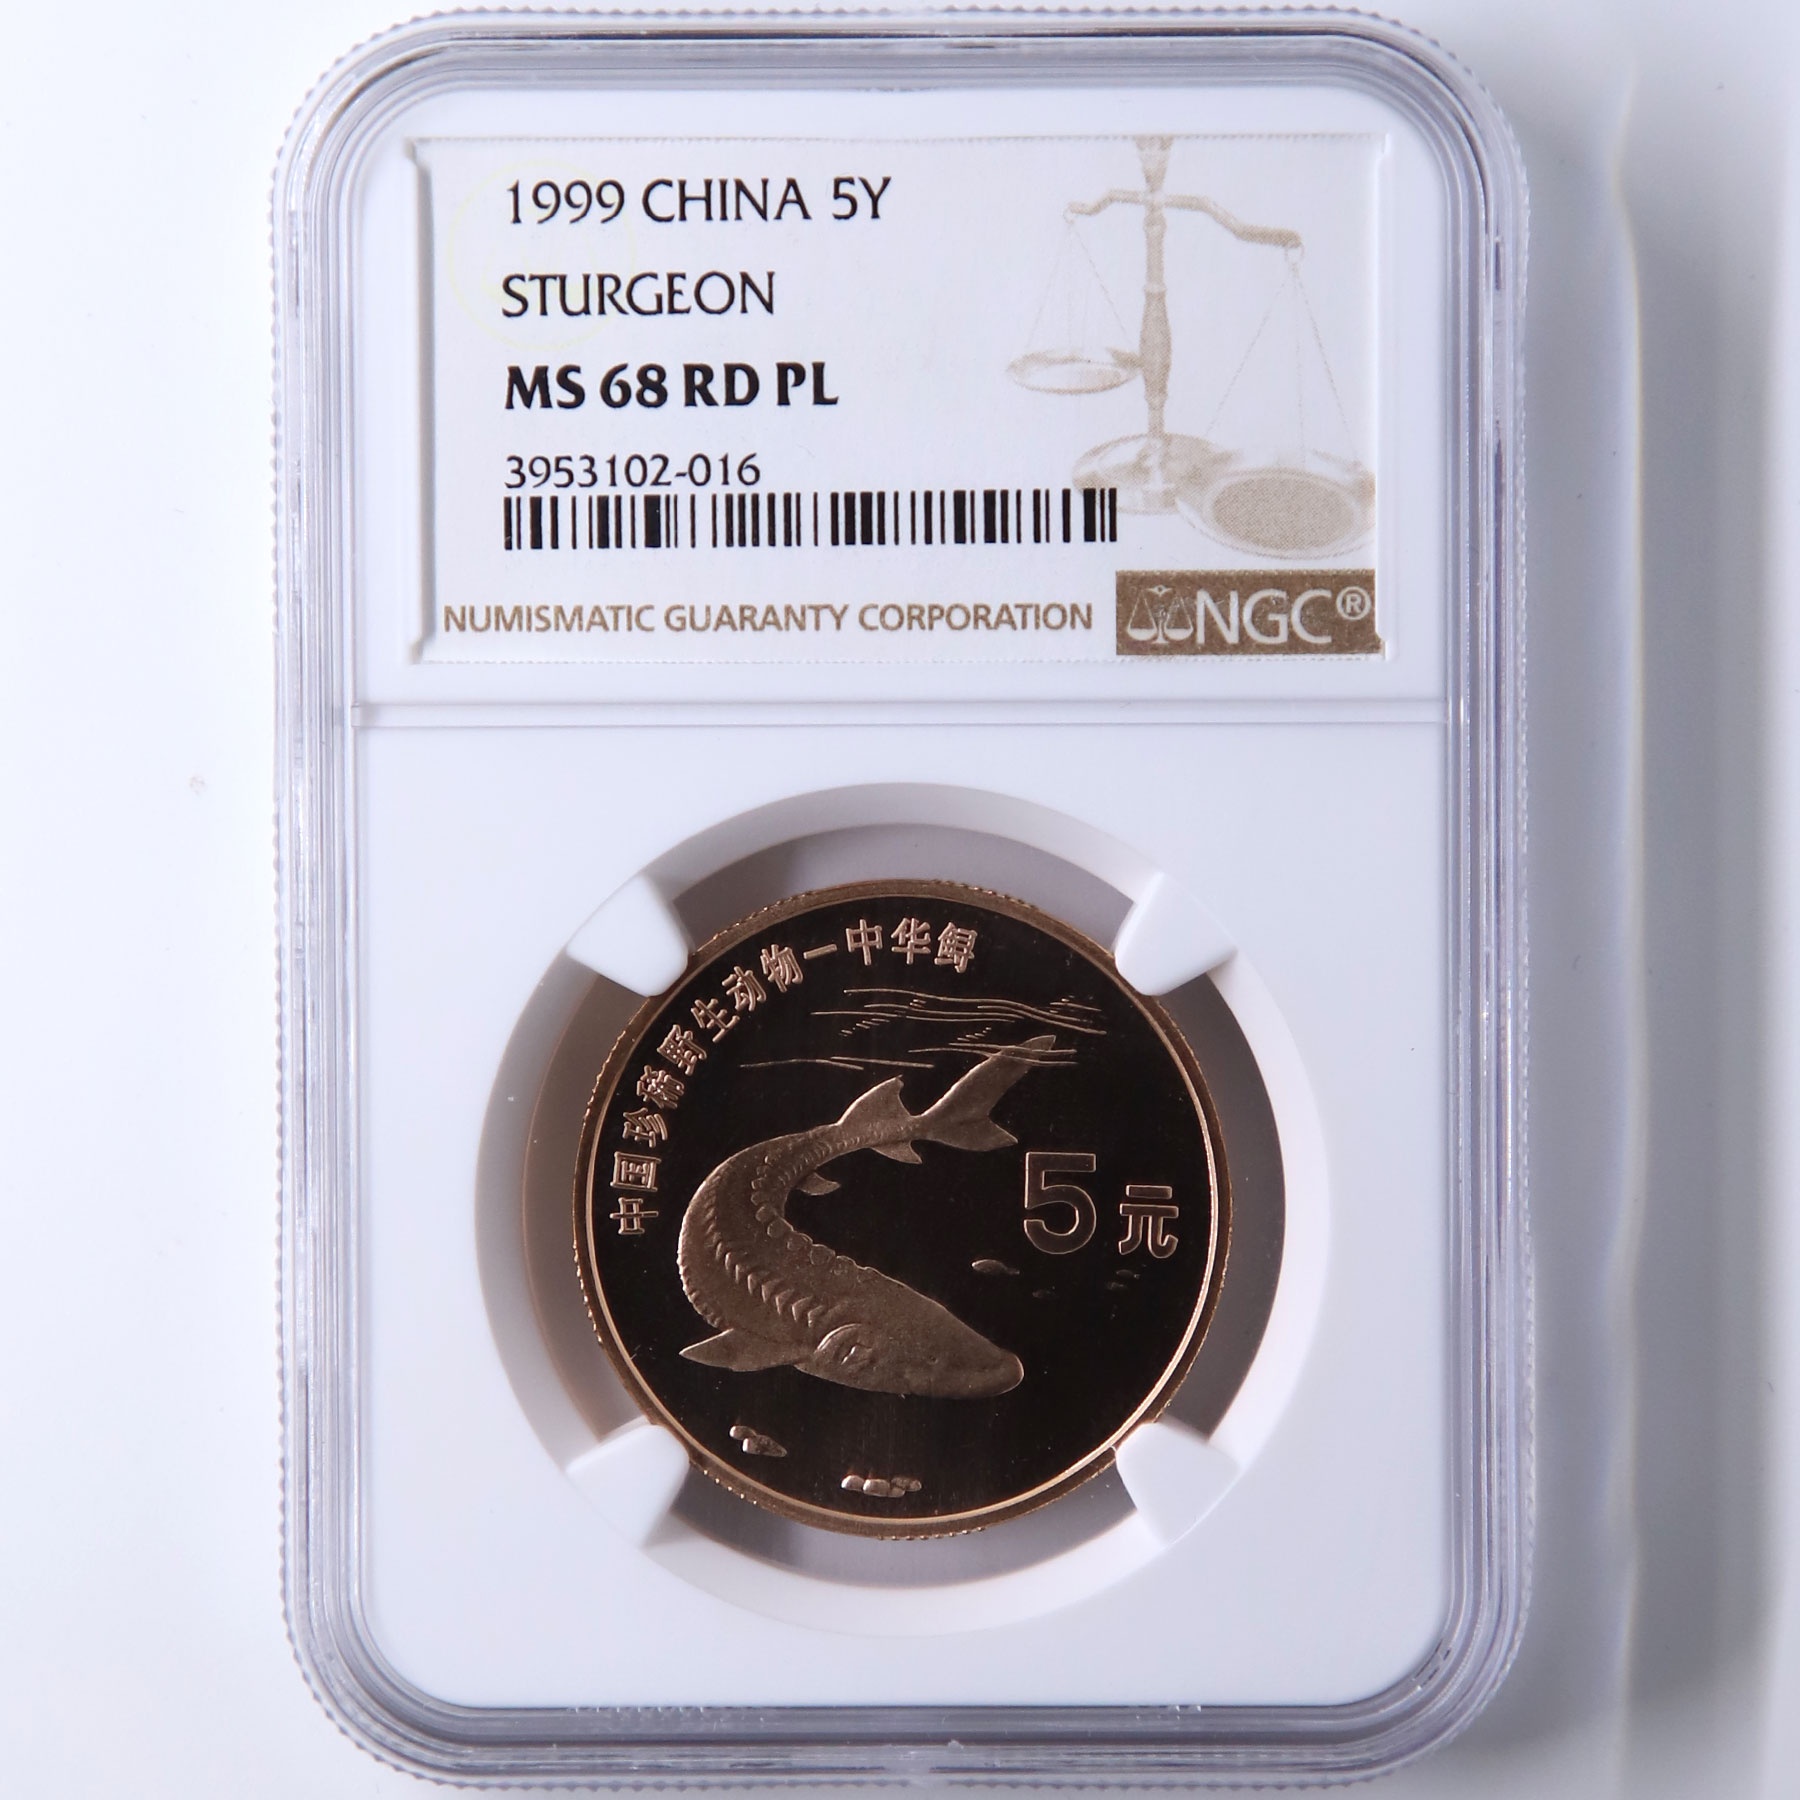 1999 CHINA 5Y
STURGEON
MS 68 RD PL
3953102-016
NUMISMATIC GUARANTY CORPORATION
NGC®
中国珍稀野生动物—中华鲟
5元